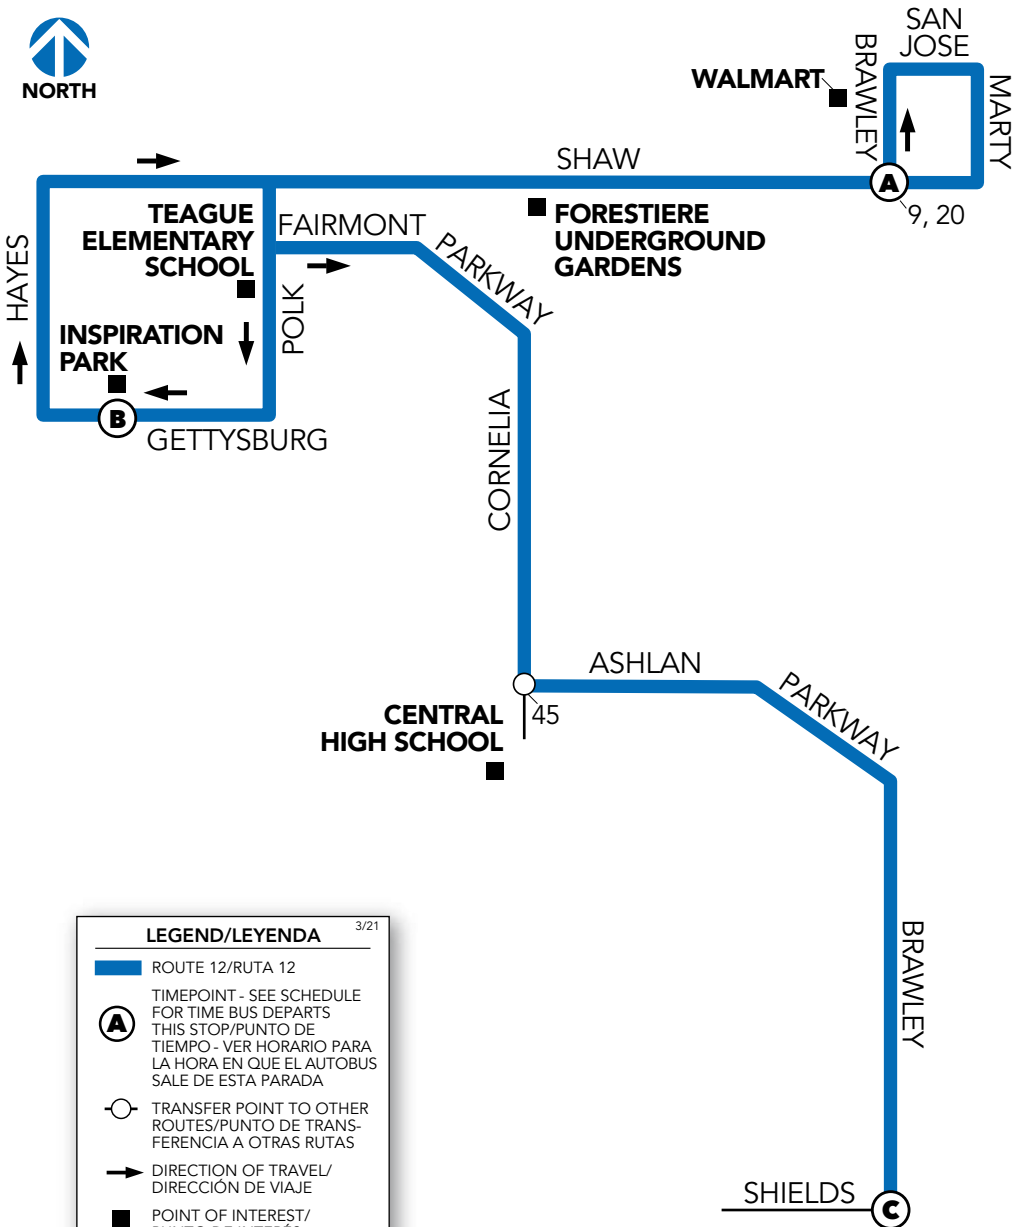 NORTH
SAN
JOSE
BRAWLEY
MARTY
WALMART
A
9, 20
SHAW
TEAGUE
ELEMENTARY
SCHOOL
FAIRMONT
PARKWAY
FORESTIERE
UNDERGROUND
GARDENS
HAYES
POLK
INSPIRATION
PARK
B
GETTYSBURG
CORNELIA
ASHLAN
PARKWAY
45
CENTRAL
HIGH SCHOOL
BRAWLEY
SHIELDS
C
LEGEND/LEYENDA
3/21
ROUTE 12/RUTA 12
A
TIMEPOINT - SEE SCHEDULE
FOR TIME BUS DEPARTS
THIS STOP/PUNTO DE
TIEMPO - VER HORARIO PARA
LA HORA EN QUE EL AUTOBUS
SALE DE ESTA PARADA
TRANSFER POINT TO OTHER
ROUTES/PUNTO DE TRANS-
FERENCIA A OTRAS RUTAS
DIRECTION OF TRAVEL/
DIRECCIÓN DE VIAJE
POINT OF INTEREST/